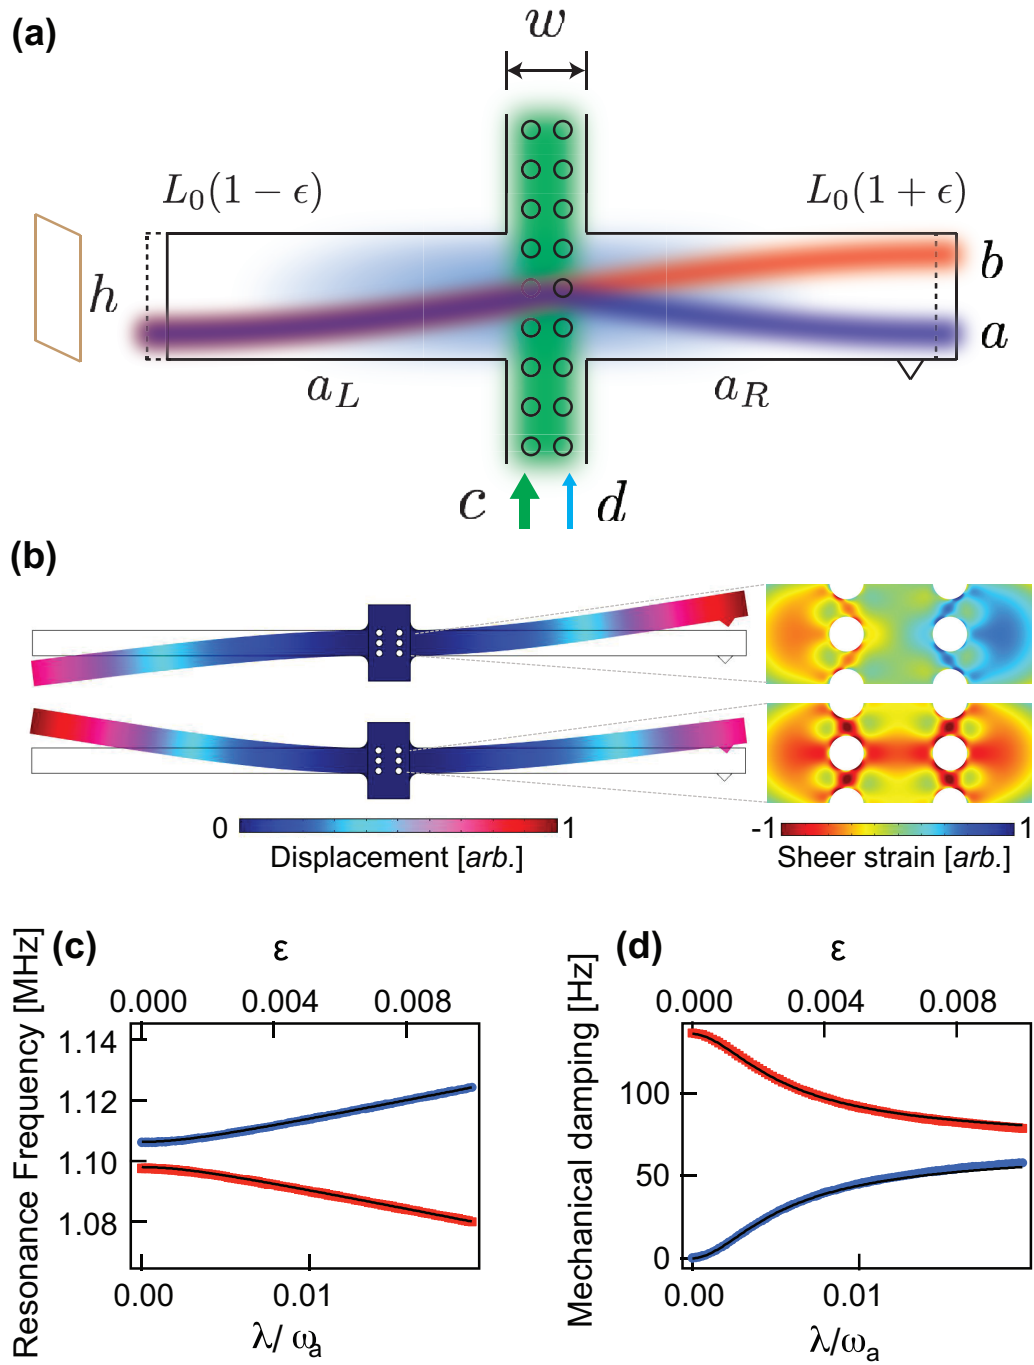 (a)
w
L₀(1 − ϵ)
L₀(1 + ϵ)
h
b
a
a_L
a_R
c
d
(b)
0
1
Displacement [arb.]
-1
1
Sheer strain [arb.]
(c)
ε
0.000
0.004
0.008
Resonance Frequency [MHz]
1.14
1.12
1.10
1.08
0.00
0.01
λ/ ω_a
(d)
ε
0.000
0.004
0.008
Mechanical damping [Hz]
100
50
0
0.00
0.01
λ/ω_a